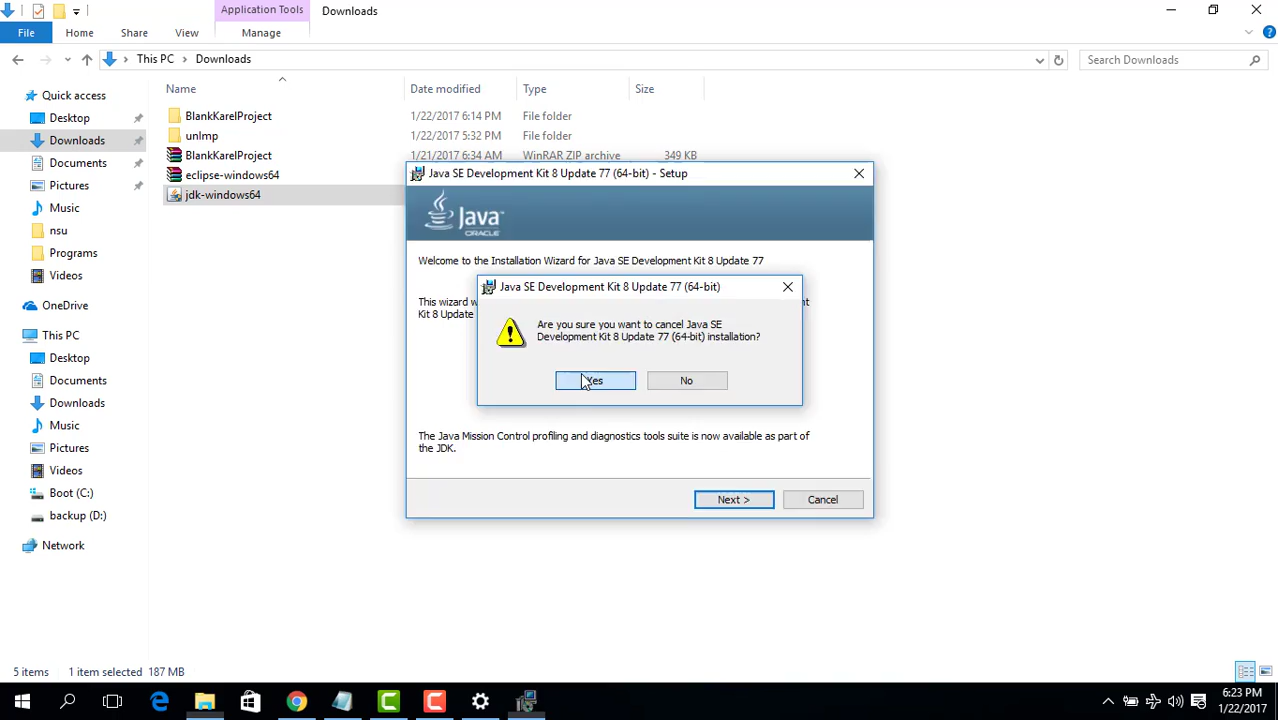 Application Tools
Downloads
File
Home
Share
View
Manage
This PC
Downloads
Search Downloads
Name
Date modified
Type
Size
Quick access
Desktop
Downloads
Documents
Pictures
Music
nsu
Programs
Videos
OneDrive
This PC
Desktop
Documents
Downloads
Music
Pictures
Videos
Boot (C:)
backup (D:)
Network
BlankKarelProject 1/22/2017 6:14 PM File folder
unImp 1/22/2017 5:32 PM File folder
BlankKarelProject 1/21/2017 6:34 AM WinRAR ZIP archive 349 KB
eclipse-windows64
jdk-windows64
Java SE Development Kit 8 Update 77 (64-bit) - Setup
Java
ORACLE
Welcome to the Installation Wizard for Java SE Development Kit 8 Update 77
This wizard w
Kit 8 Update
Java SE Development Kit 8 Update 77 (64-bit)
Are you sure you want to cancel Java SE
Development Kit 8 Update 77 (64-bit) installation?
Yes
No
The Java Mission Control profiling and diagnostics tools suite is now available as part of
the JDK.
Next >
Cancel
5 items
1 item selected 187 MB
6:23 PM
1/22/2017